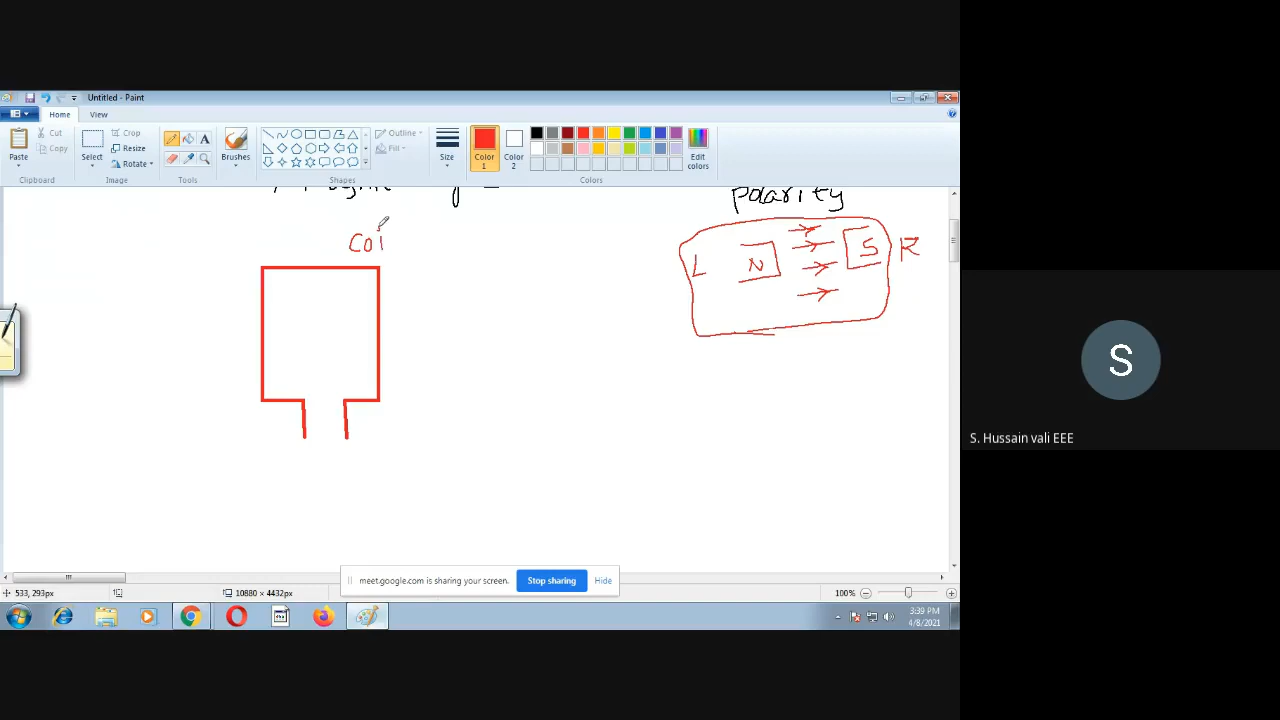 Untitled - Paint
Home
View
Paste
Cut
Copy
Select
Crop
Resize
Rotate
Brushes
Outline
Fill
Size
Color
1
Color
2
Edit
colors
Clipboard
Image
Tools
Shapes
Colors
polarity
Coi
L
N
S
R
meet.google.com is sharing your screen.
Stop sharing
Hide
533, 293px
10880 × 4432px
100%
3:39 PM
4/8/2021
S
S. Hussain vali EEE